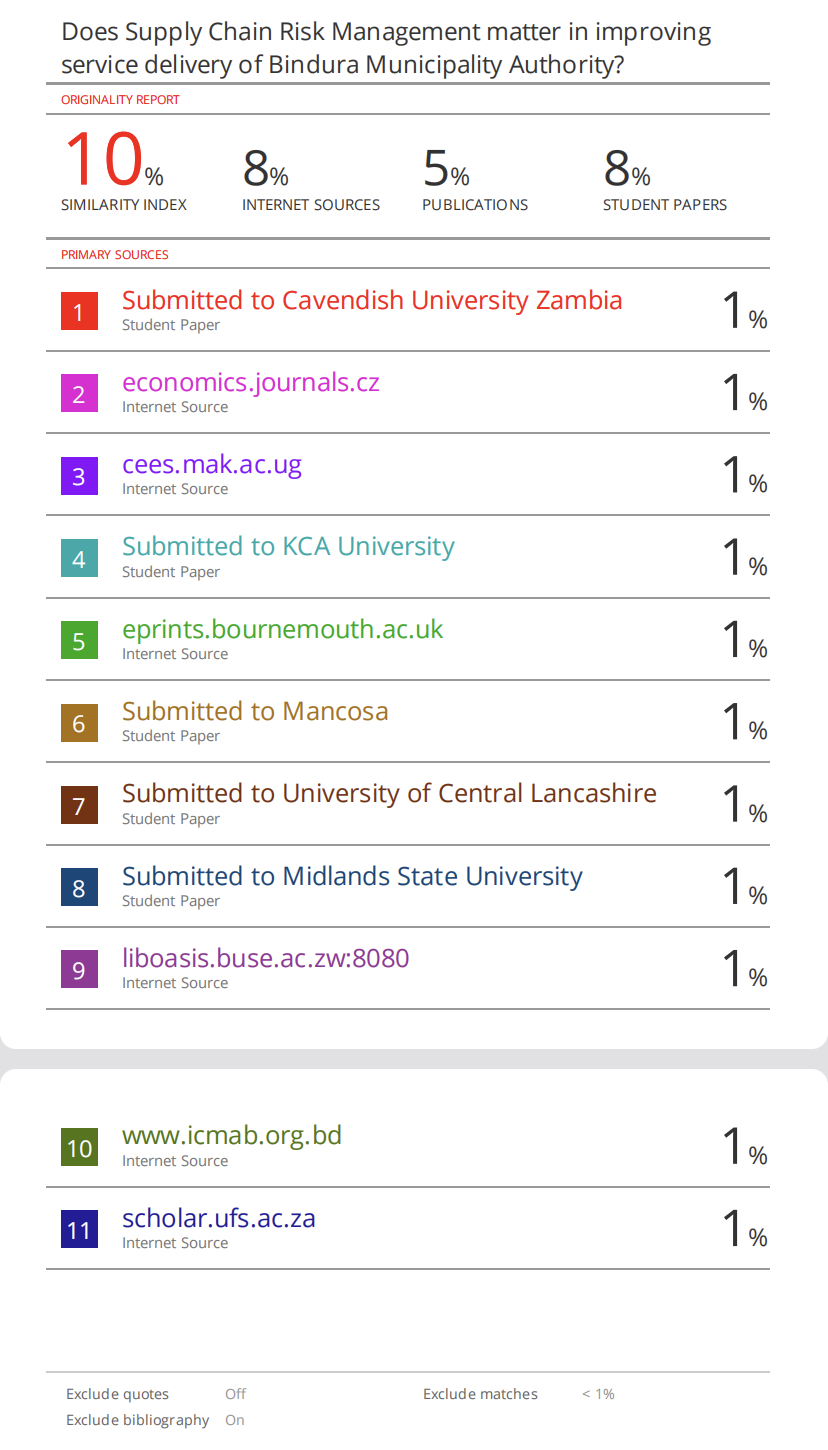 Does Supply Chain Risk Management matter in improving
service delivery of Bindura Municipality Authority?
ORIGINALITY REPORT
10% 8% 5% 8%
SIMILARITY INDEX INTERNET SOURCES PUBLICATIONS STUDENT PAPERS
PRIMARY SOURCES
1 Submitted to Cavendish University Zambia 1%
Student Paper
2 economics.journals.cz 1%
Internet Source
3 cees.mak.ac.ug 1%
Internet Source
4 Submitted to KCA University 1%
Student Paper
5 eprints.bournemouth.ac.uk 1%
Internet Source
6 Submitted to Mancosa 1%
Student Paper
7 Submitted to University of Central Lancashire 1%
Student Paper
8 Submitted to Midlands State University 1%
Student Paper
9 liboasis.buse.ac.zw:8080 1%
Internet Source
10 www.icmab.org.bd 1%
Internet Source
11 scholar.ufs.ac.za 1%
Internet Source
Exclude quotes Off Exclude matches < 1%
Exclude bibliography On